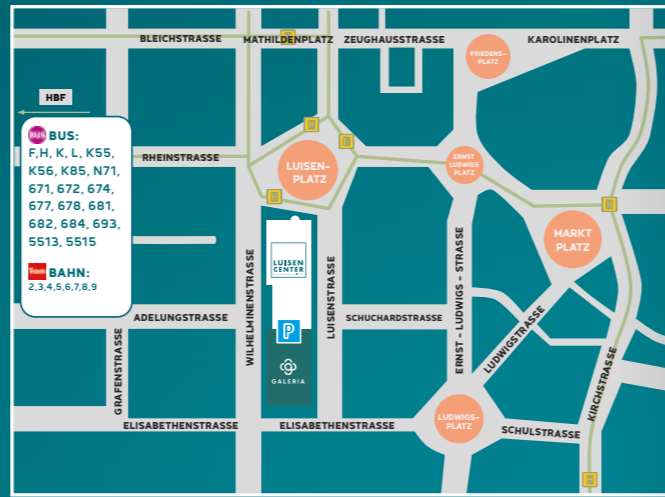 BLEICHSTRASSE
MATHILDENPLATZ
ZEUGHAUSSTRASSE
KAROLINENPLATZ
FRIEDENS-
PLATZ
HBF
BUS
BUS:
F,H, K, L, K55,
K56, K85, N71,
671, 672, 674,
677, 678, 681,
682, 684, 693,
5513, 5515
Tram
BAHN:
2,3,4,5,6,7,8,9
RHEINSTRASSE
LUISEN-
PLATZ
ERNST
LUDWIGS
PLATZ
MARKT
PLATZ
LUISEN
CENTER
WILHELMINENSTRASSE
LUISENSTRASSE
ERNST - LUDWIGS - STRASSE
ADELUNGSTRASSE
SCHUCHARDSTRASSE
P
GALERIA
GRAFENSTRASSE
LUDWIGSTRASSE
KIRCHSTRASSE
ELISABETHENSTRASSE
ELISABETHENSTRASSE
LUDWIGS-
PLATZ
SCHULSTRASSE